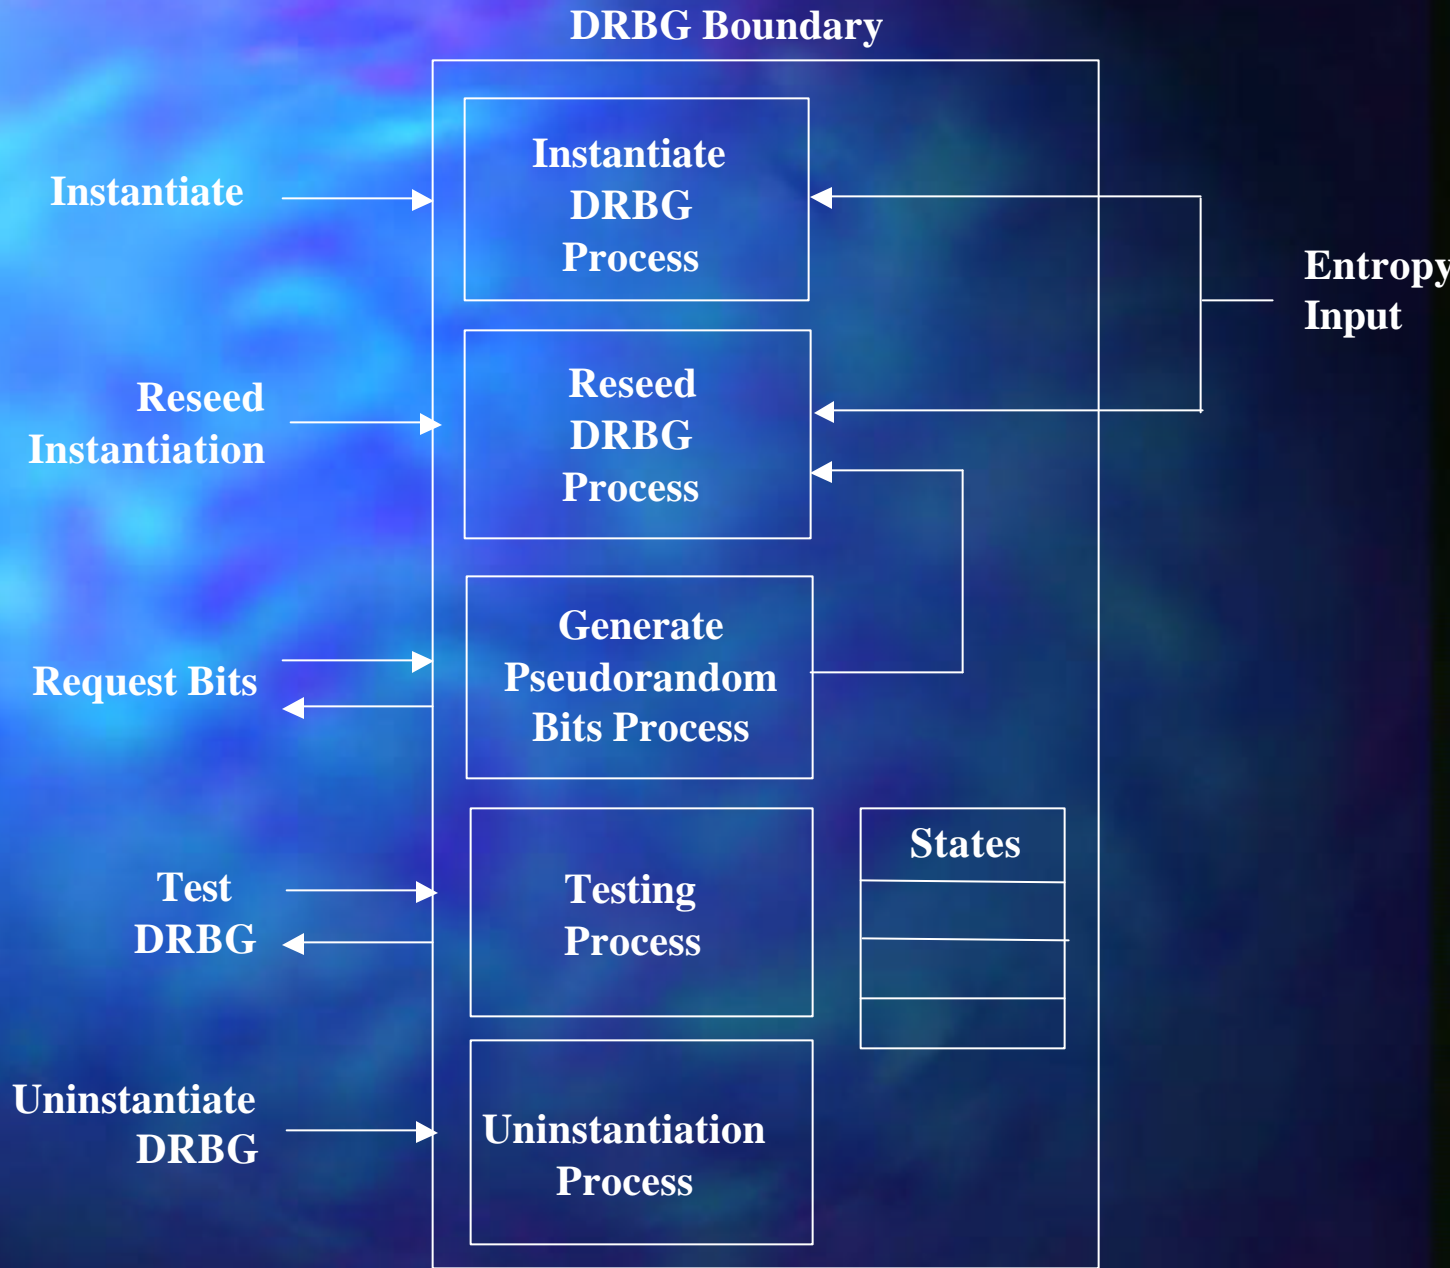 DRBG Boundary
Instantiate
Instantiate
DRBG
Process
Entropy
Input
Reseed
Instantiation
Reseed
DRBG
Process
Request Bits
Generate
Pseudorandom
Bits Process
Test
DRBG
Testing
Process
States
Uninstantiate
DRBG
Uninstantiation
Process